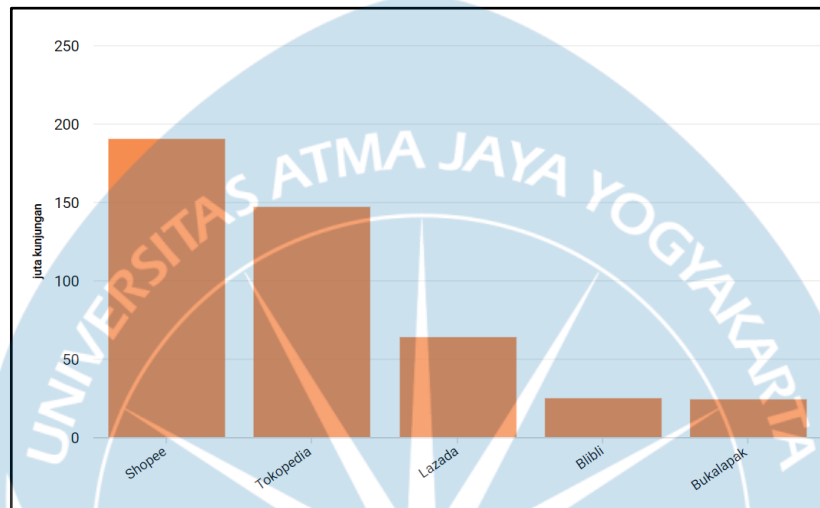 250
200
150
100
50
0
juta kunjungan
Shopee
Tokopedia
Lazada
Blibli
Bukalapak
UNIVERSITAS ATMA JAYA YOGYAKARTA